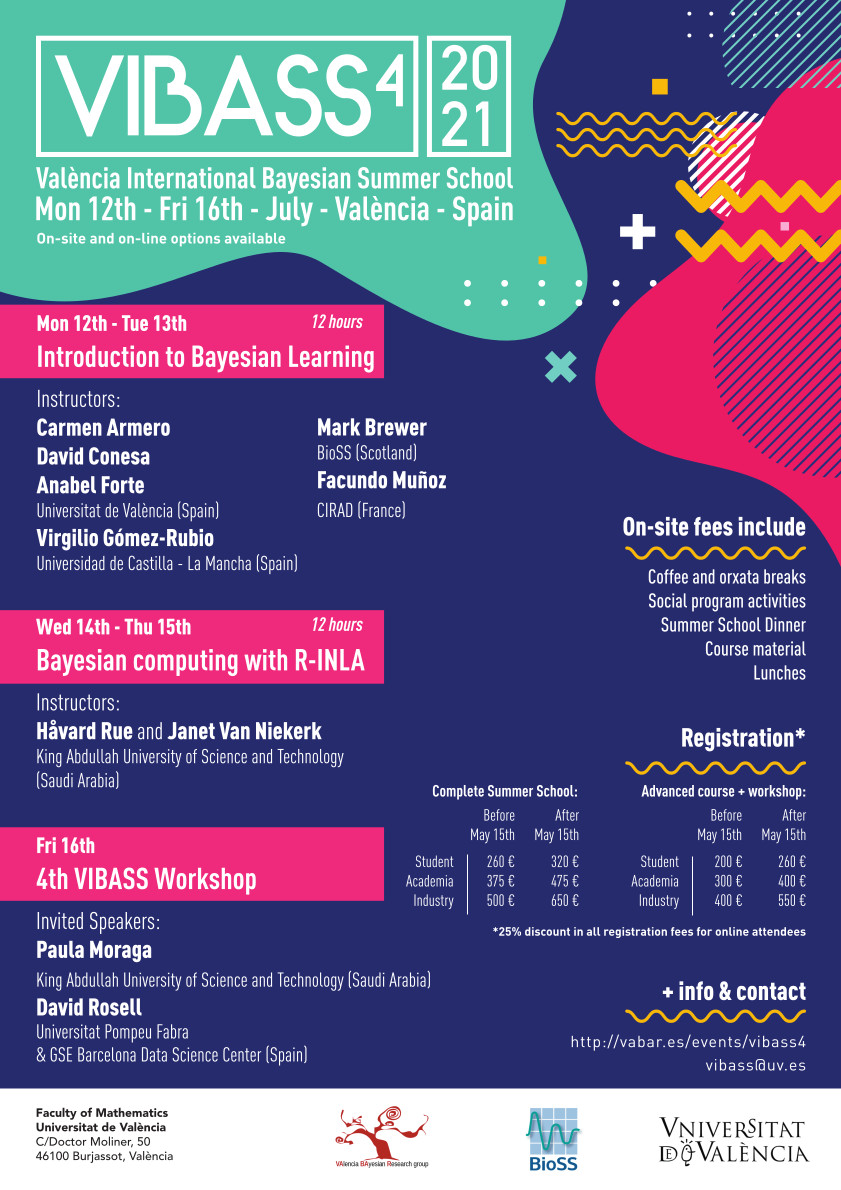 VIBASS4
20
21
València International Bayesian Summer School
Mon 12th - Fri 16th - July - València - Spain
On-site and on-line options available
Mon 12th - Tue 13th 12 hours
Introduction to Bayesian Learning
Instructors:
Carmen Armero
David Conesa
Anabel Forte
Universitat de València (Spain)
Virgilio Gómez-Rubio
Universidad de Castilla - La Mancha (Spain)
Mark Brewer
BioSS (Scotland)
Facundo Muñoz
CIRAD (France)
Wed 14th - Thu 15th 12 hours
Bayesian computing with R-INLA
Instructors:
Håvard Rue and Janet Van Niekerk
King Abdullah University of Science and Technology
(Saudi Arabia)
Fri 16th
4th VIBASS Workshop
Invited Speakers:
Paula Moraga
King Abdullah University of Science and Technology (Saudi Arabia)
David Rosell
Universitat Pompeu Fabra
& GSE Barcelona Data Science Center (Spain)
On-site fees include
Coffee and orxata breaks
Social program activities
Summer School Dinner
Course material
Lunches
Registration*
Complete Summer School:
Before After
May 15th May 15th
Student 260 € 320 €
Academia 375 € 475 €
Industry 500 € 650 €
Advanced course + workshop:
Before After
May 15th May 15th
Student 200 € 260 €
Academia 300 € 400 €
Industry 400 € 550 €
*25% discount in all registration fees for online attendees
+ info & contact
http://vabar.es/events/vibass4
vibass@uv.es
Faculty of Mathematics
Universitat de València
C/Doctor Moliner, 50
46100 Burjassot, València
VAlencia BAyesian Research group
BioSS
VNIVERSITAT
DE VALÈNCIA